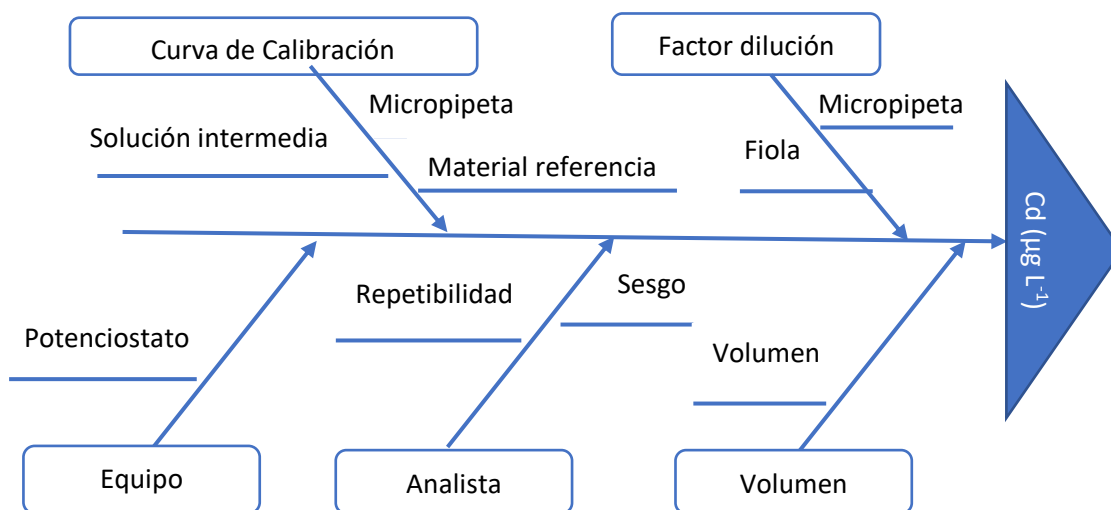 Curva de Calibración
Factor dilución
Micropipeta
Micropipeta
Solución intermedia
Fiola
Material referencia
Cd (µg L⁻¹)
Sesgo
Repetibilidad
Potenciostato
Volumen
Equipo
Analista
Volumen